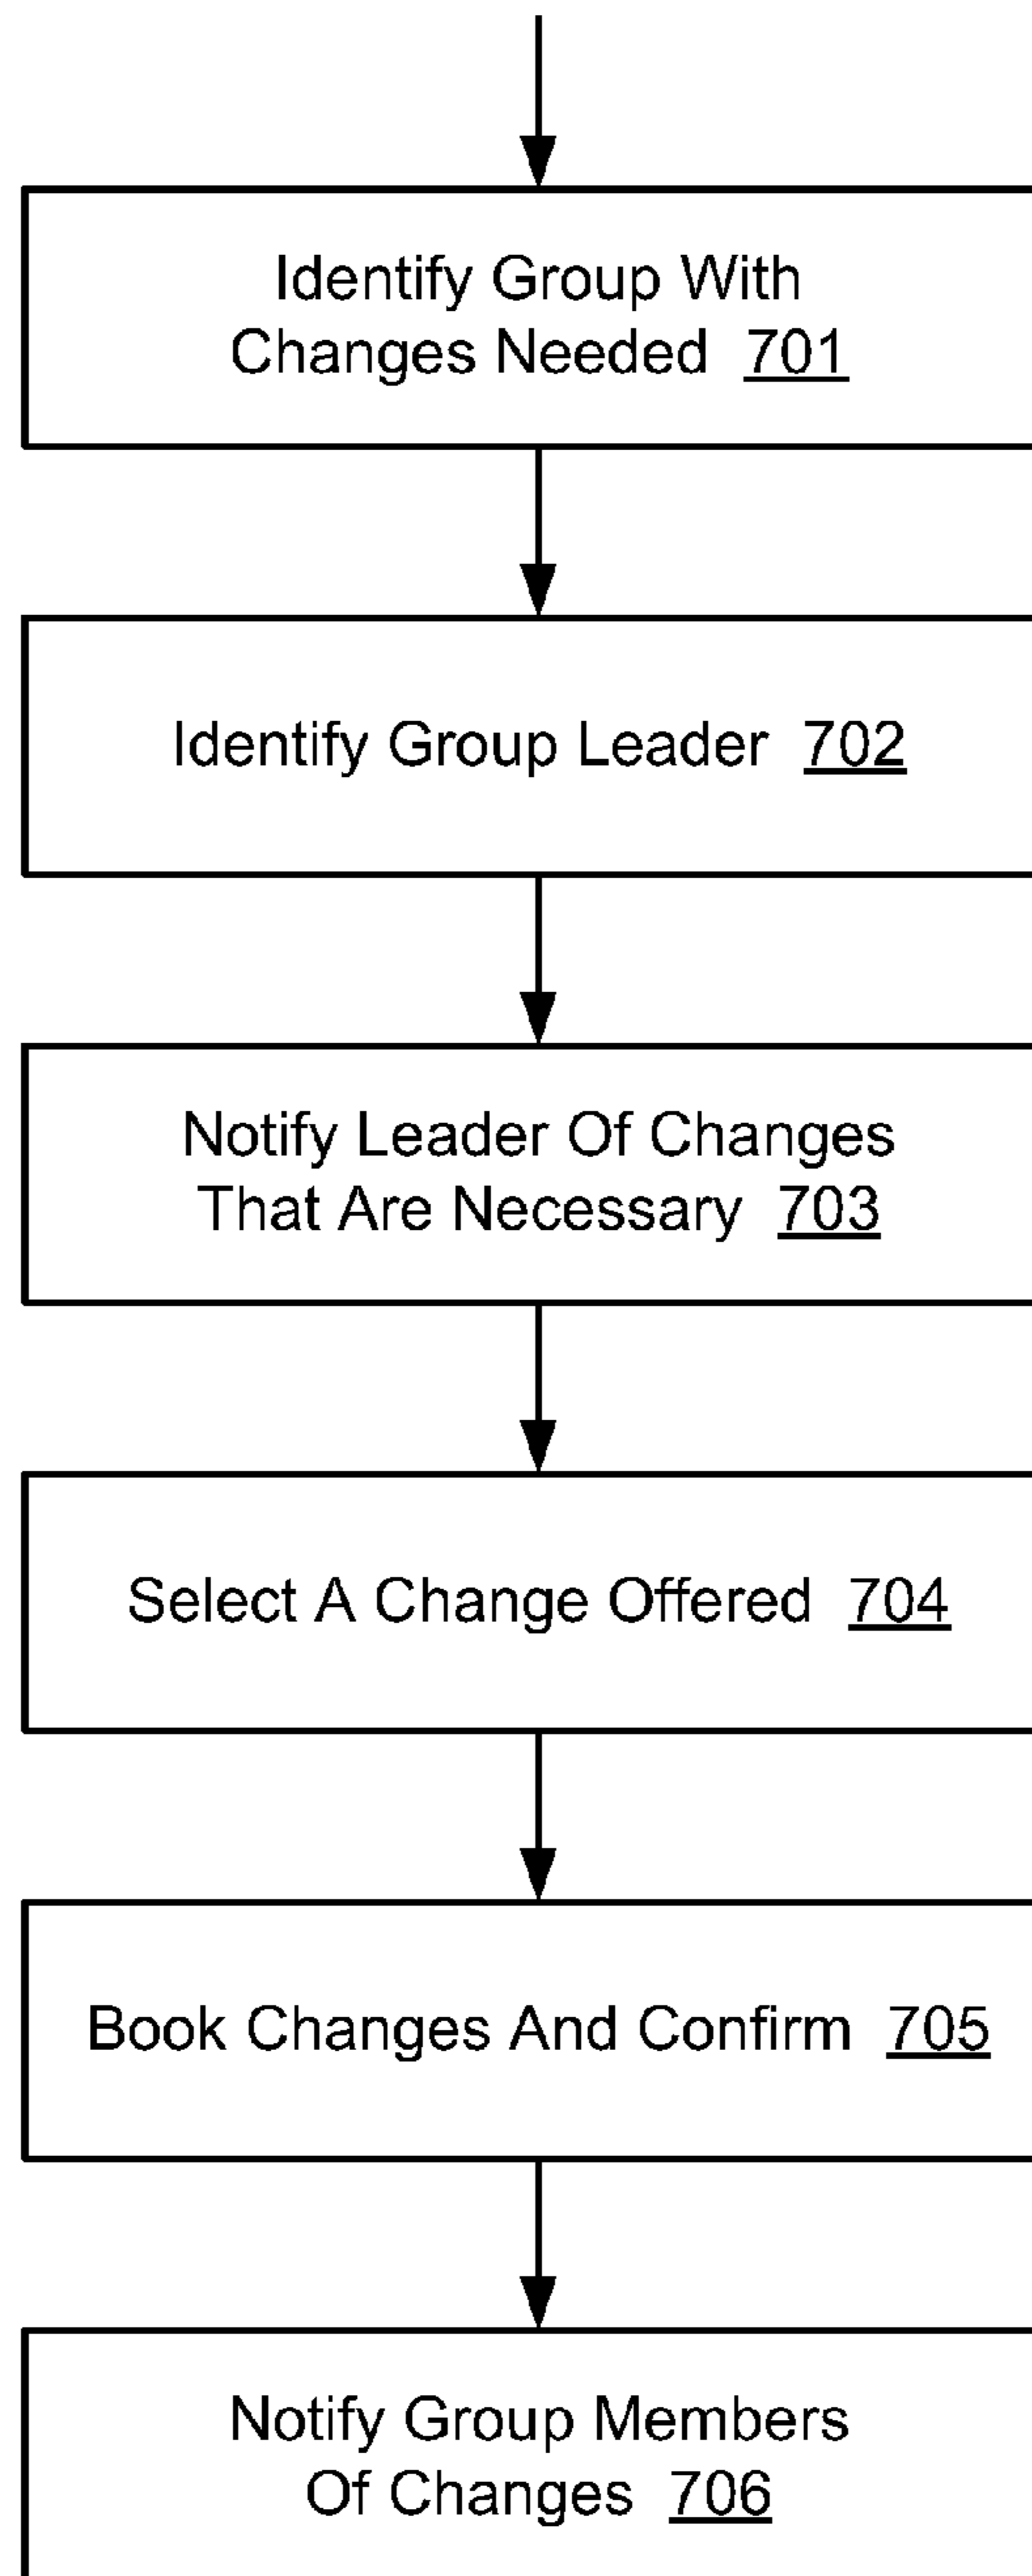 Identify Group With
Changes Needed 701
Identify Group Leader 702
Notify Leader Of Changes
That Are Necessary 703
Select A Change Offered 704
Book Changes And Confirm 705
Notify Group Members
Of Changes 706